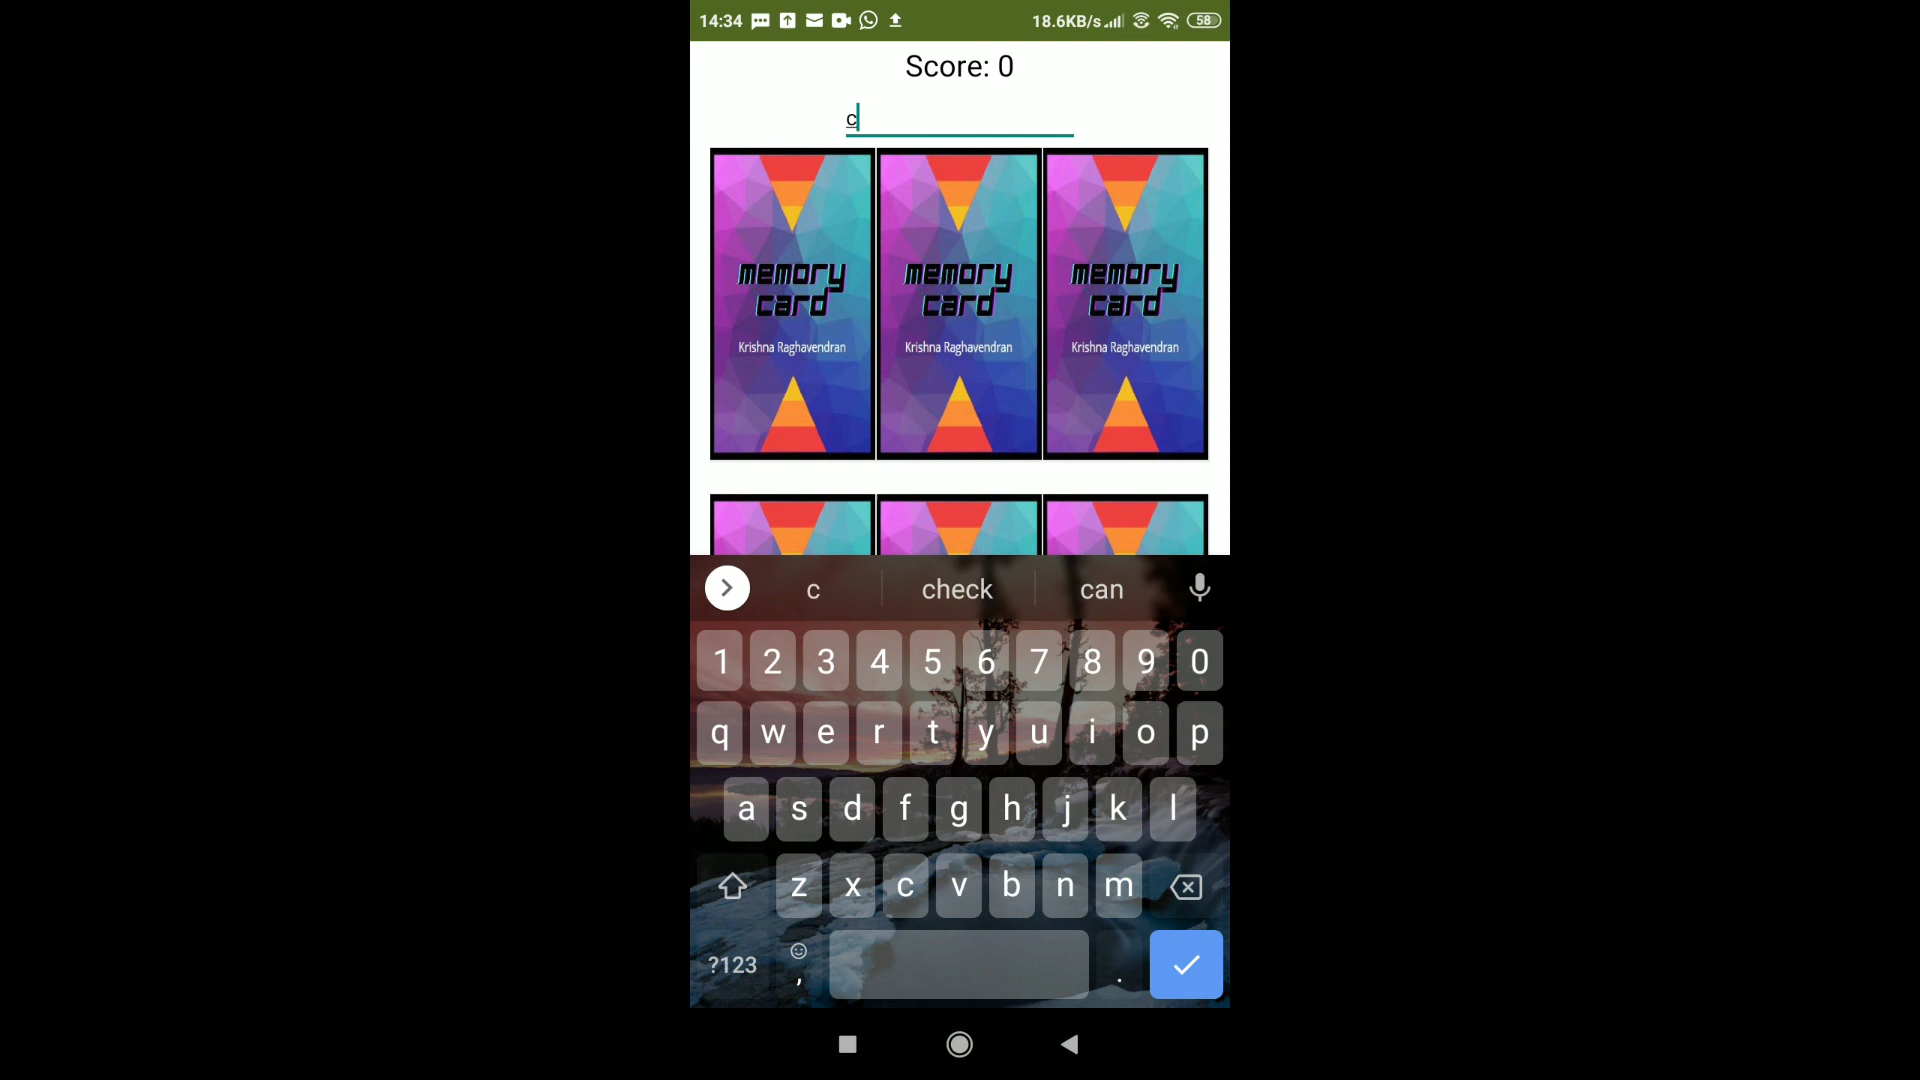 14:34 18.6KB/s 58
Score: 0
c
memory memory memory
card card card
Krishna Raghavendran Krishna Raghavendran Krishna Raghavendran
c check can
1 2 3 4 5 6 7 8 9 0
q w e r t y u i o p
a s d f g h j k l
z x c v b n m
?123 , .